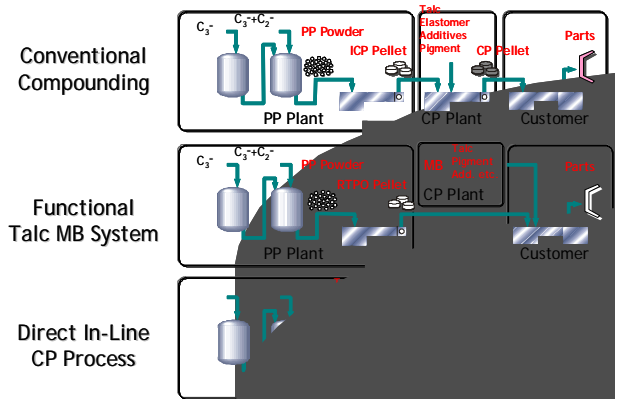 Conventional
Compounding
C3-
C3-+C2-
PP Powder
ICP Pellet
Talc
Elastomer
Additives
Pigment
CP Pellet
Parts
PP Plant
CP Plant
Customer
Functional
Talc MB System
C3-
C3-+C2-
PP Powder
RTPO Pellet
MB
Talc
Pigment
CP Plant
Parts
PP Plant
Customer
Direct In-Line
CP Process